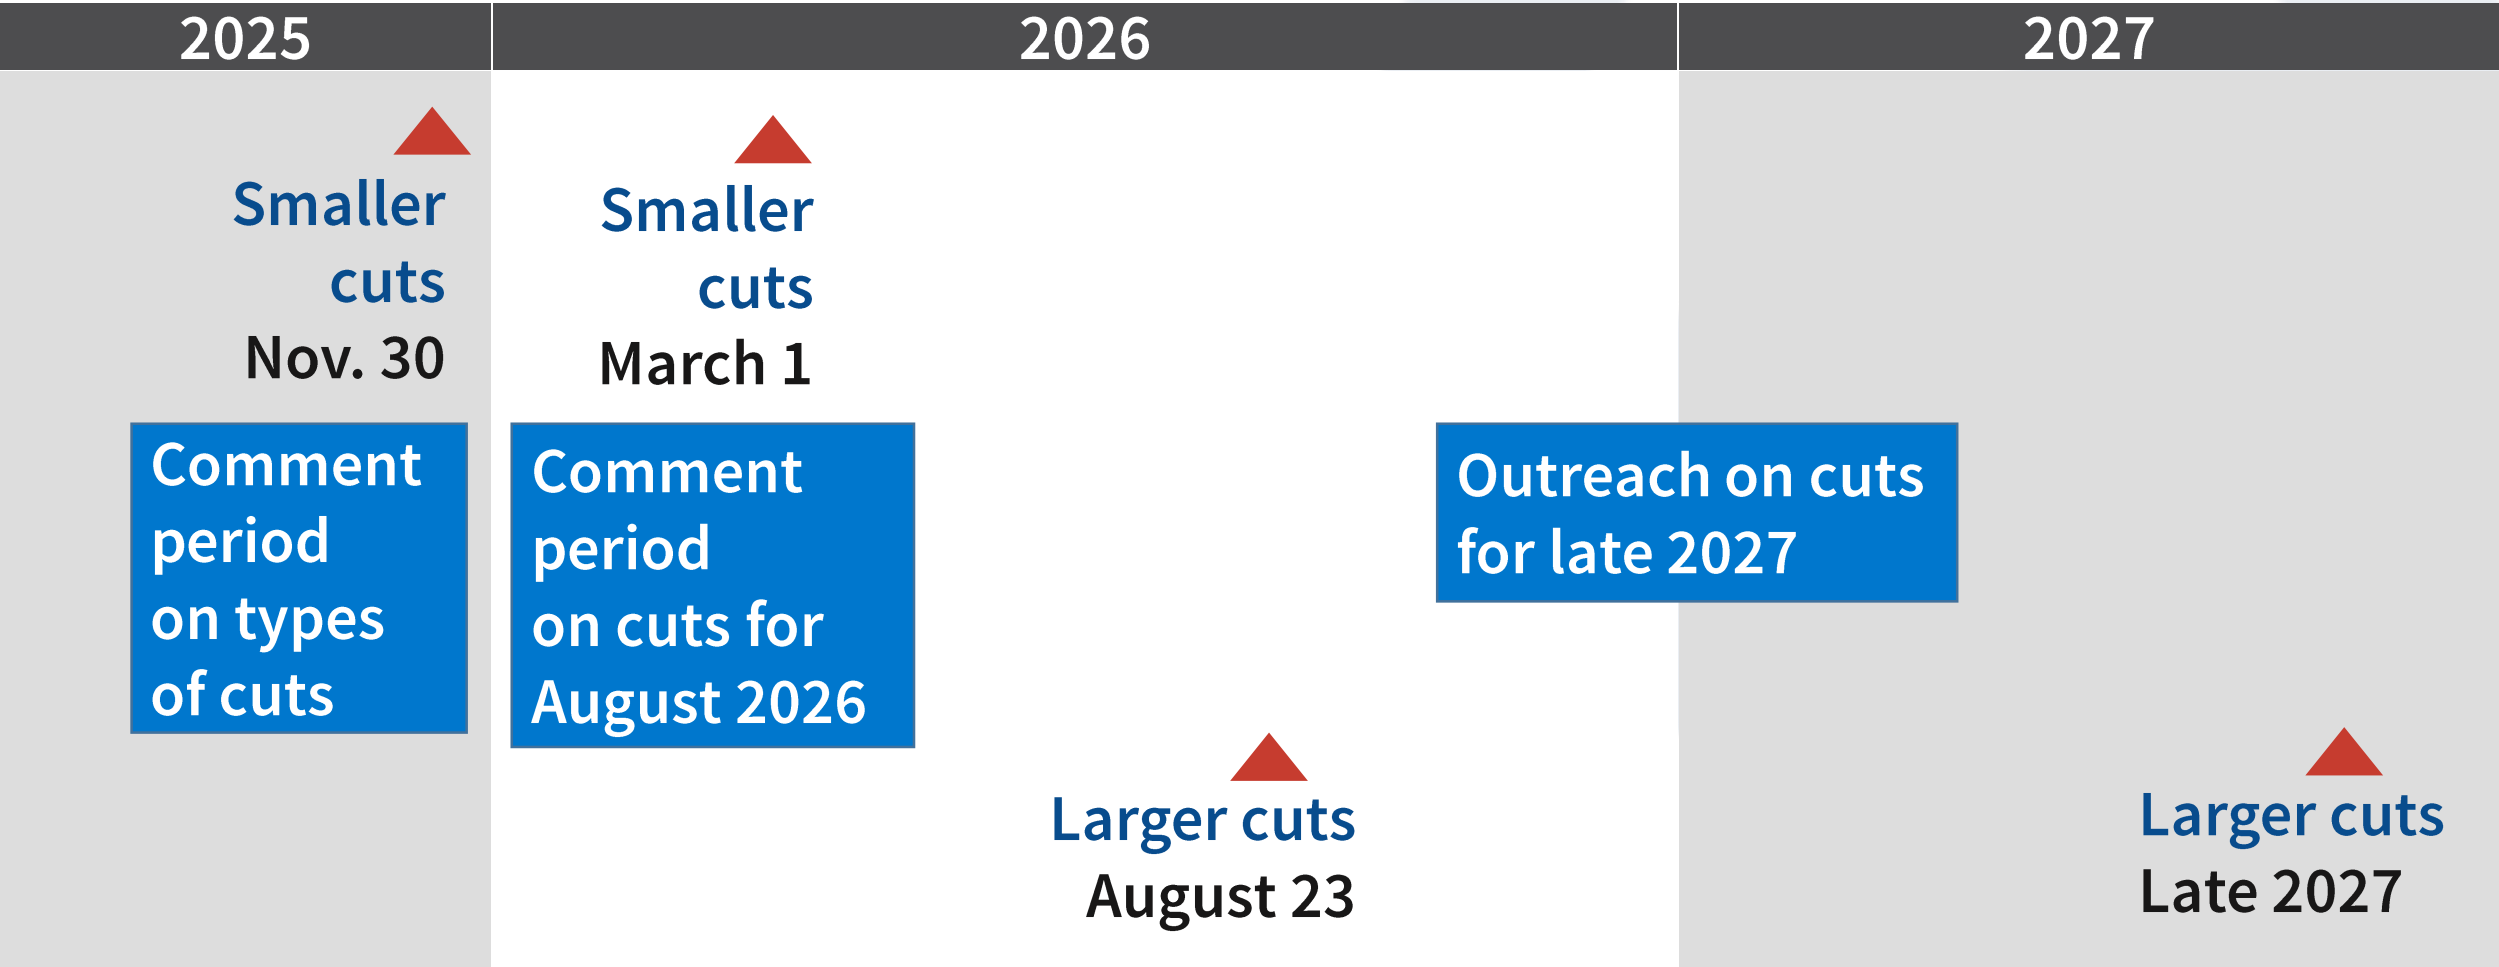 2025
2026
2027
Smaller
cuts
Nov. 30
Comment
period
on types
of cuts
Smaller
cuts
March 1
Comment
period
on cuts for
August 2026
Larger cuts
August 23
Outreach on cuts
for late 2027
Larger cuts
Late 2027